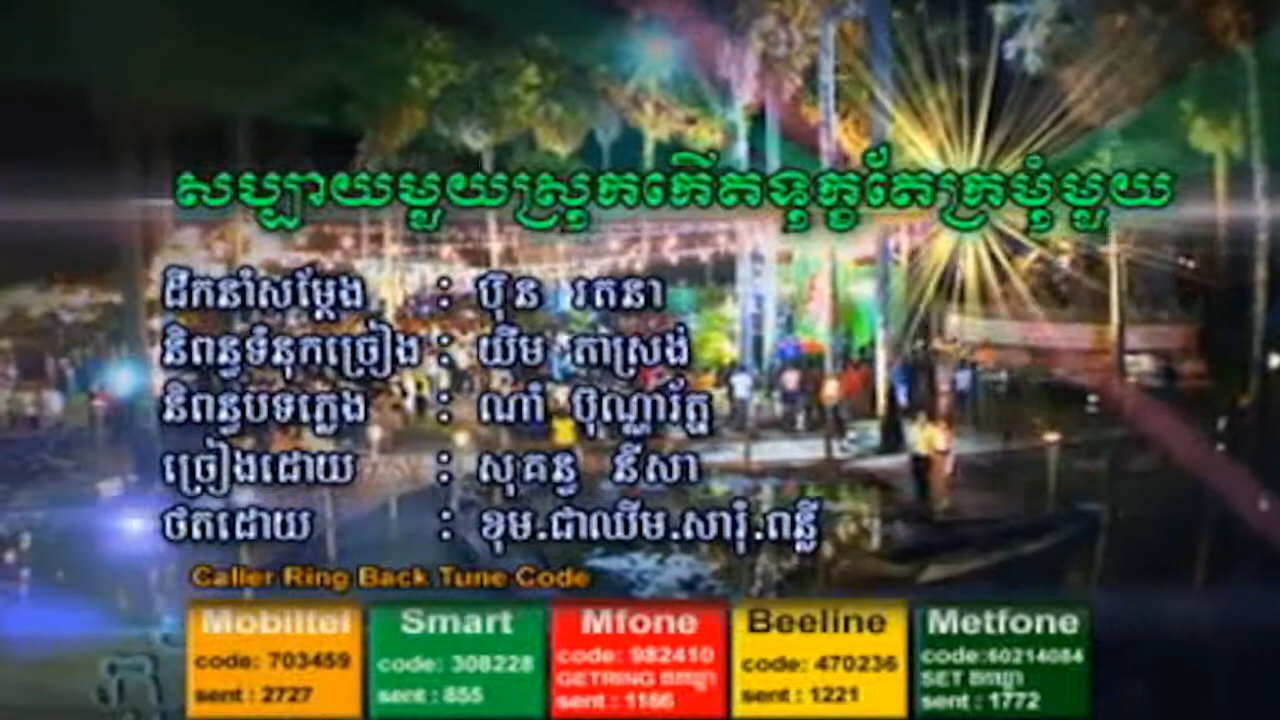 សប្បាយមួយស្រុកកើតទុក្ខតែក្រមុំមួយ
ដឹកនាំសម្តែង : ប៊ុន រតនា
និពន្ធទំនុកច្រៀង : យឹម តាស្រង់
និពន្ធបទភ្លេង : ណាំ ប៊ុណ្ណារ័ត្ន
ច្រៀងដោយ : សុគន្ធ នីសា
ថតដោយ : ខុម.ជាឈឹម.សារ៉ុ.ពន្លឺ
Caller Ring Back Tune Code
Mobiltel Smart Mfone Beeline Metfone
code: 703459 code: 308228 code: 982410 code: 470236 code:60214084
GETRING SET
sent : 2727 sent : 855 sent : 1166 sent : 1221 sent : 1772